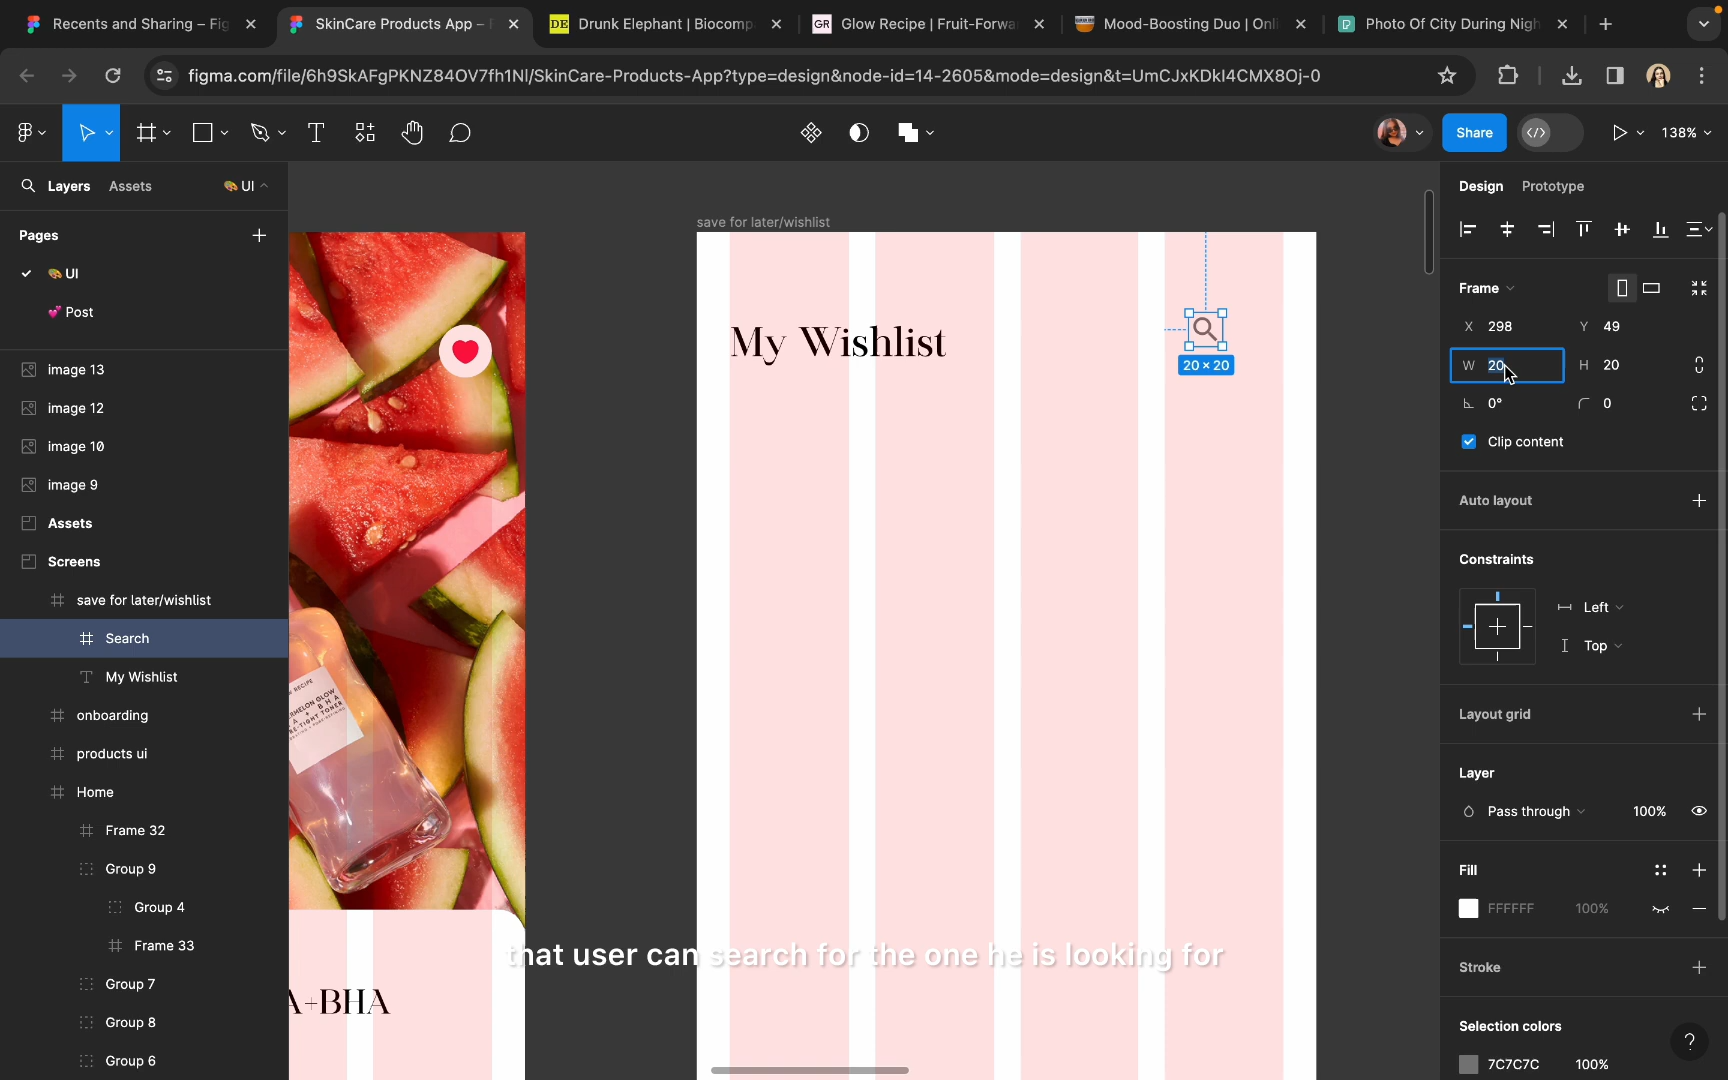 Recents and Sharing – Fig
SkinCare Products App – F
DE Drunk Elephant | Biocomp
GR Glow Recipe | Fruit-Forwa
Mood-Boosting Duo | Onli
Photo Of City During Nigh
figma.com/file/6h9SkAFgPKNZ84OV7fh1NI/SkinCare-Products-App?type=design&node-id=14-2605&mode=design&t=UmCJxKDkI4CMX8Oj-0
Share
138%
Layers
Assets
UI
Design
Prototype
Pages
UI
Post
image 13
image 12
image 10
image 9
Assets
Screens
save for later/wishlist
Search
My Wishlist
onboarding
products ui
Home
Frame 32
Group 9
Group 4
Frame 33
Group 7
Group 8
Group 6
save for later/wishlist
My Wishlist
20 × 20
A+BHA
that user can search for the one he is looking for
Frame
X 298
Y 49
W 20
H 20
0°
0
Clip content
Auto layout
Constraints
Left
Top
Layout grid
Layer
Pass through
100%
Fill
FFFFFF
100%
Stroke
Selection colors
7C7C7C
100%
?